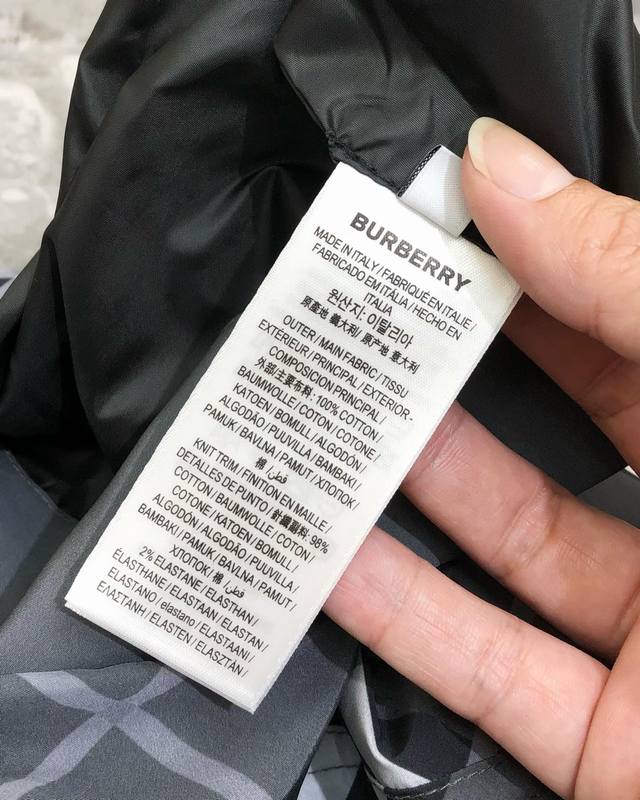 BURBERRY
MADE IN ITALY / FABRIQUÉ EN ITALIE /
FABRICADO EM ITÁLIA / HECHO EN
ITALIA
원산지: 이탈리아
原產地 義大利 / 原产地 意大利
OUTER / MAIN FABRIC / TISSU
EXTÉRIEUR / PRINCIPAL / EXTERIOR-
COMPOSICION PRINCIPAL /
外部/主要布料: 100% COTTON /
BAUMWOLLE / COTON / COTONE /
KATOEN / BOMULL / ALGODÓN /
ALGODÃO / PUUVILLA / BAMBAKI /
PAMUK / BAVLNA / PAMUT / ХЛОПОК /
棉 / قطن
KNIT TRIM / FINITION EN MAILLE /
DETALLES DE PUNTO / 針織副料: 98%
COTTON / BAUMWOLLE / COTON /
COTONE / KATOEN / BOMULL /
ALGODÓN / ALGODÃO / PUUVILLA /
BAMBAKI / PAMUK / BAVLNA / PAMUT /
ХЛОПОК / 棉 / قطن
2% ELASTANE / ELASTHAN /
ÉLASTHANE / ELASTAAN / ELASTAN /
ELASTANO / elastano / ELASTAANI /
ΕΛΑΣΤΑΝΗ / ELASTEN / ELASZTÁN /